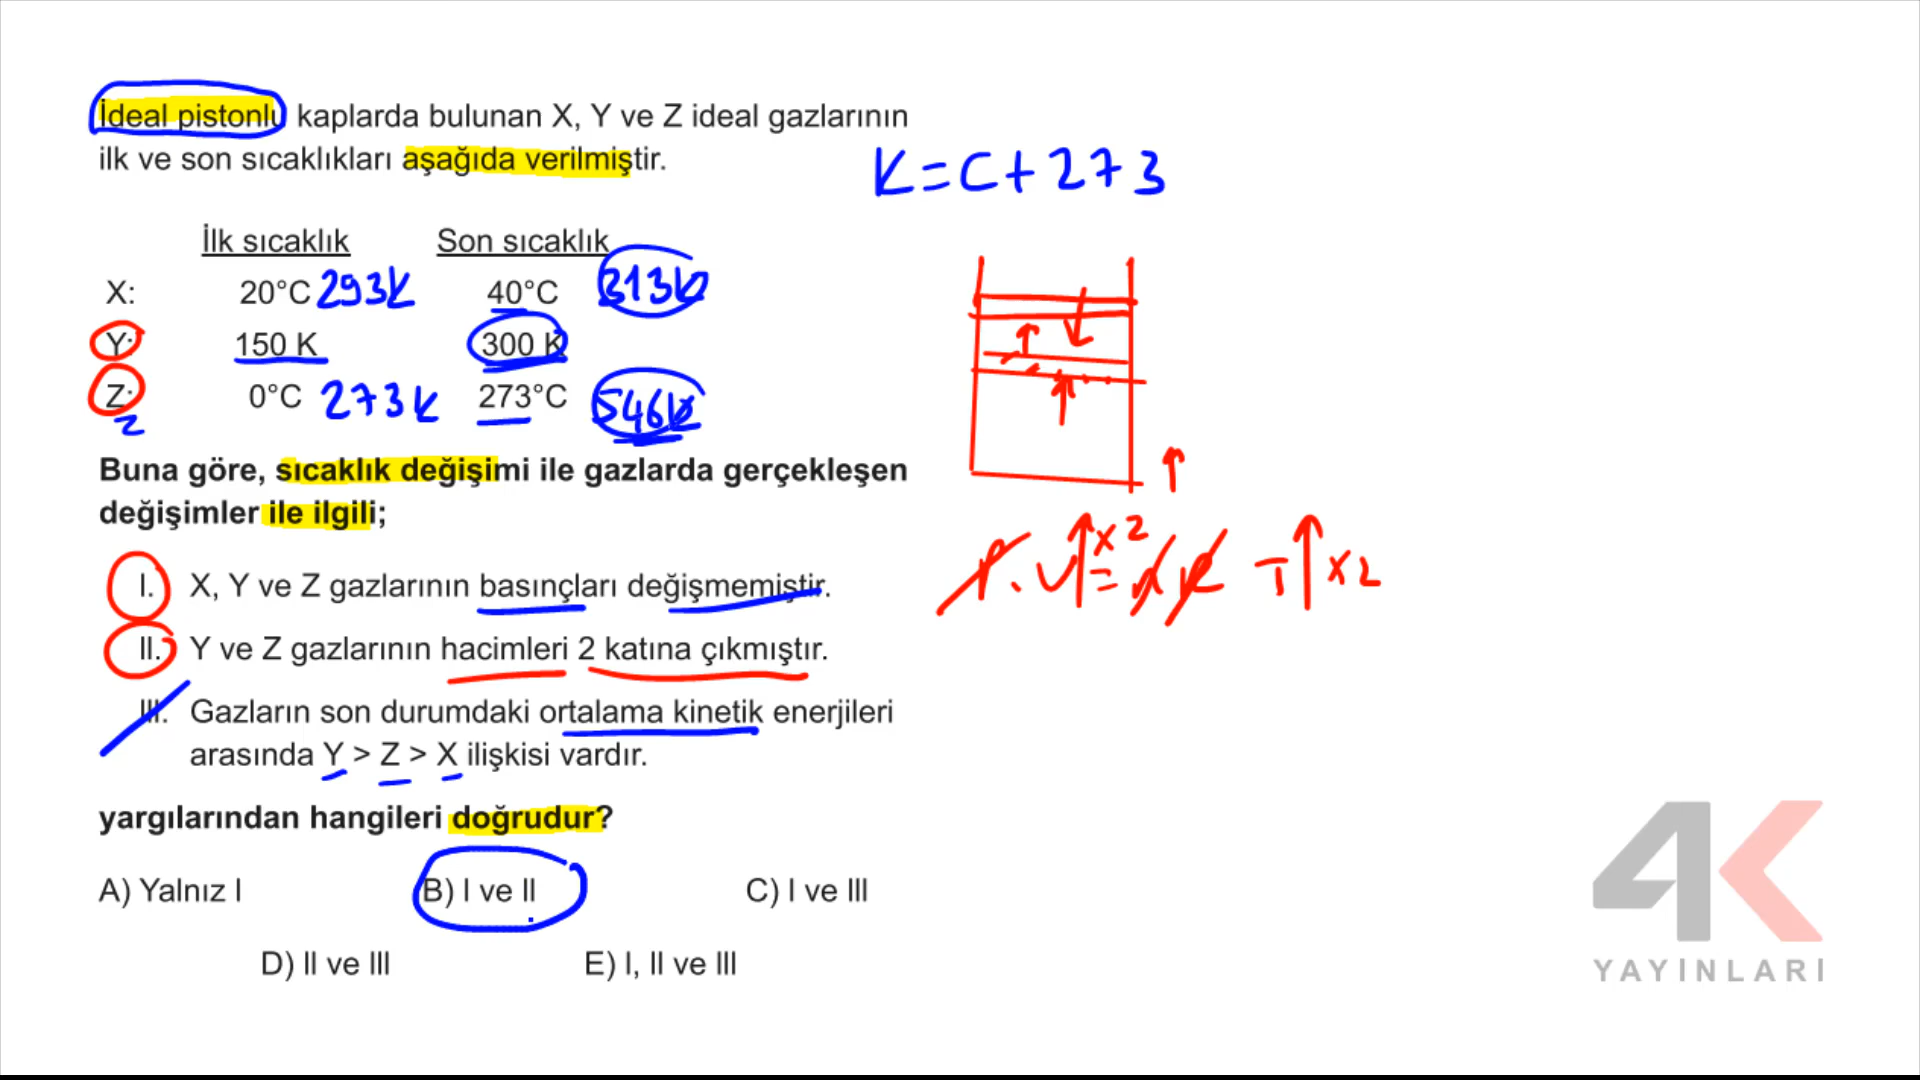 İdeal pistonlu kaplarda bulunan X, Y ve Z ideal gazlarının
ilk ve son sıcaklıkları aşağıda verilmiştir.
K=C+273
İlk sıcaklık Son sıcaklık
X: 20°C 293K 40°C 313K
Y: 150 K 300 K
Z: 0°C 273K 273°C 546K
Buna göre, sıcaklık değişimi ile gazlarda gerçekleşen
değişimler ile ilgili;
I. X, Y ve Z gazlarının basınçları değişmemiştir.
P.V x2 = n R T x2
II. Y ve Z gazlarının hacimleri 2 katına çıkmıştır.
III. Gazların son durumdaki ortalama kinetik enerjileri
arasında Y > Z > X ilişkisi vardır.
yargılarından hangileri doğrudur?
A) Yalnız I B) I ve II C) I ve III
D) II ve III E) I, II ve III
4K
YAYINLARI